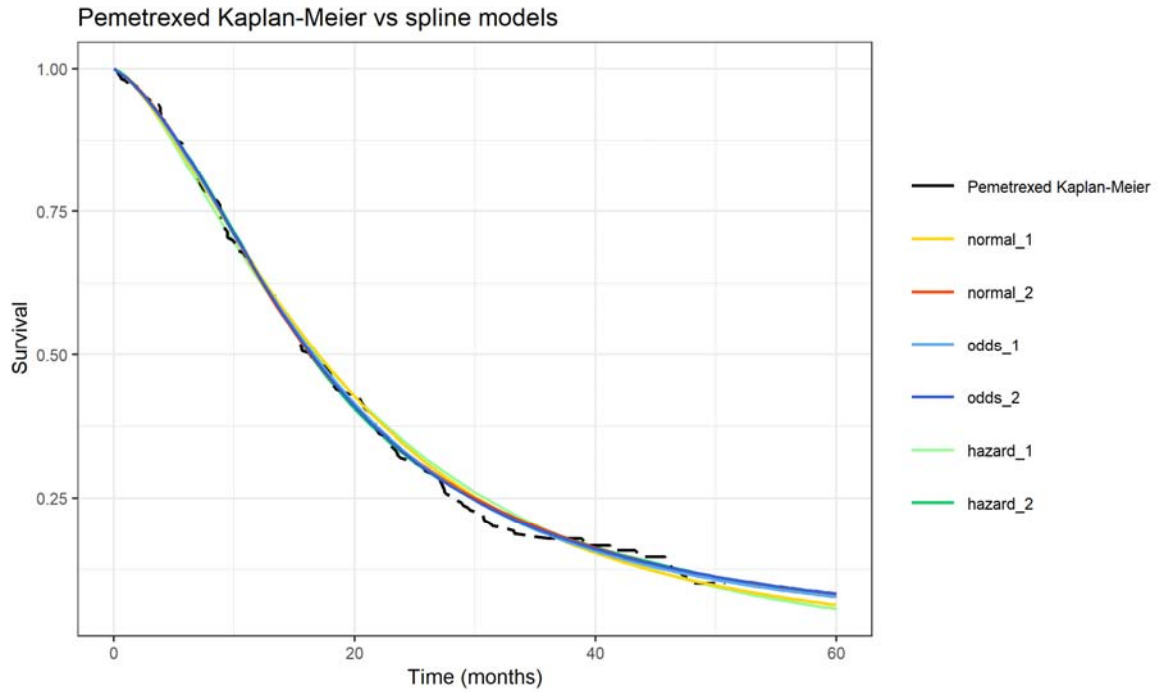 Pemetrexed Kaplan-Meier vs spline models
1.00
0.75
0.50
0.25
Survival
0
20
40
60
Time (months)
Pemetrexed Kaplan-Meier
normal_1
normal_2
odds_1
odds_2
hazard_1
hazard_2